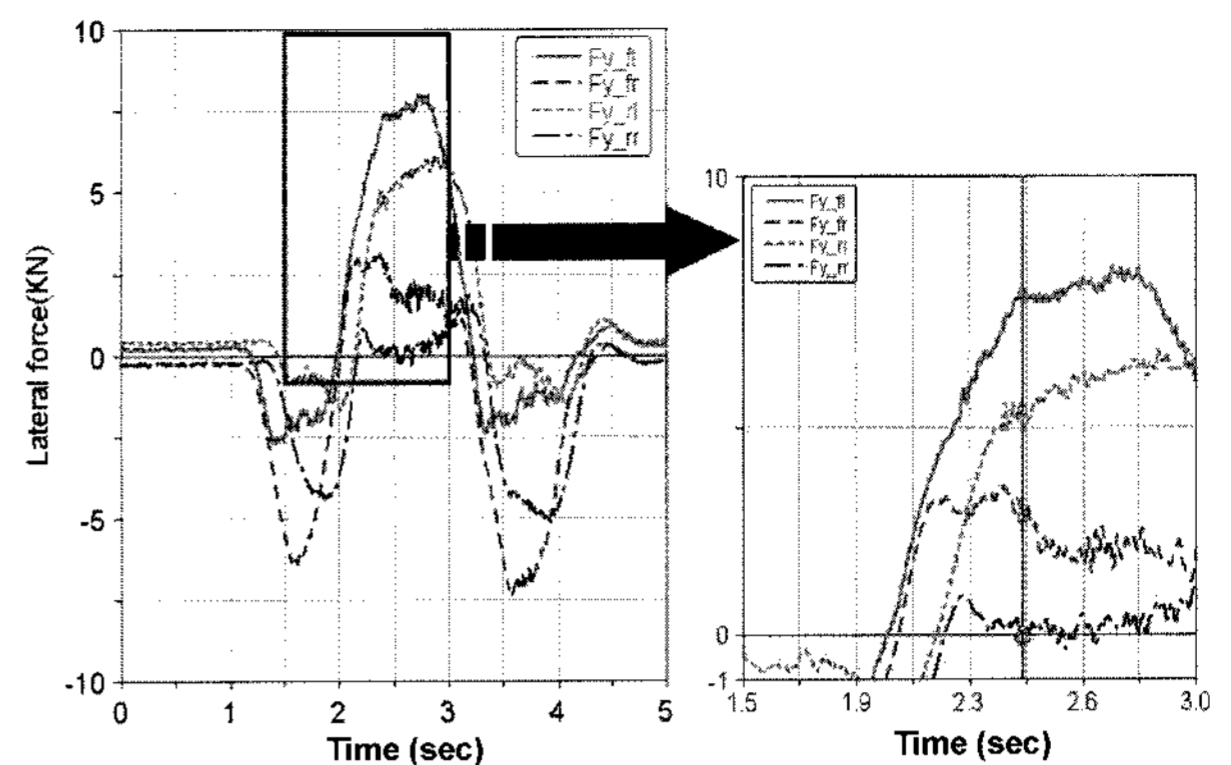 Lateral force(KN)
10
5
0
-5
-10
0 1 2 3 4 5
Time (sec)
Fy_fl
Fy_fr
Fy_rl
Fy_rr
10
0
-1
1.5 1.9 2.3 2.6 3.0
Time (sec)
Fy_fl
Fy_fr
Fy_rl
Fy_rr